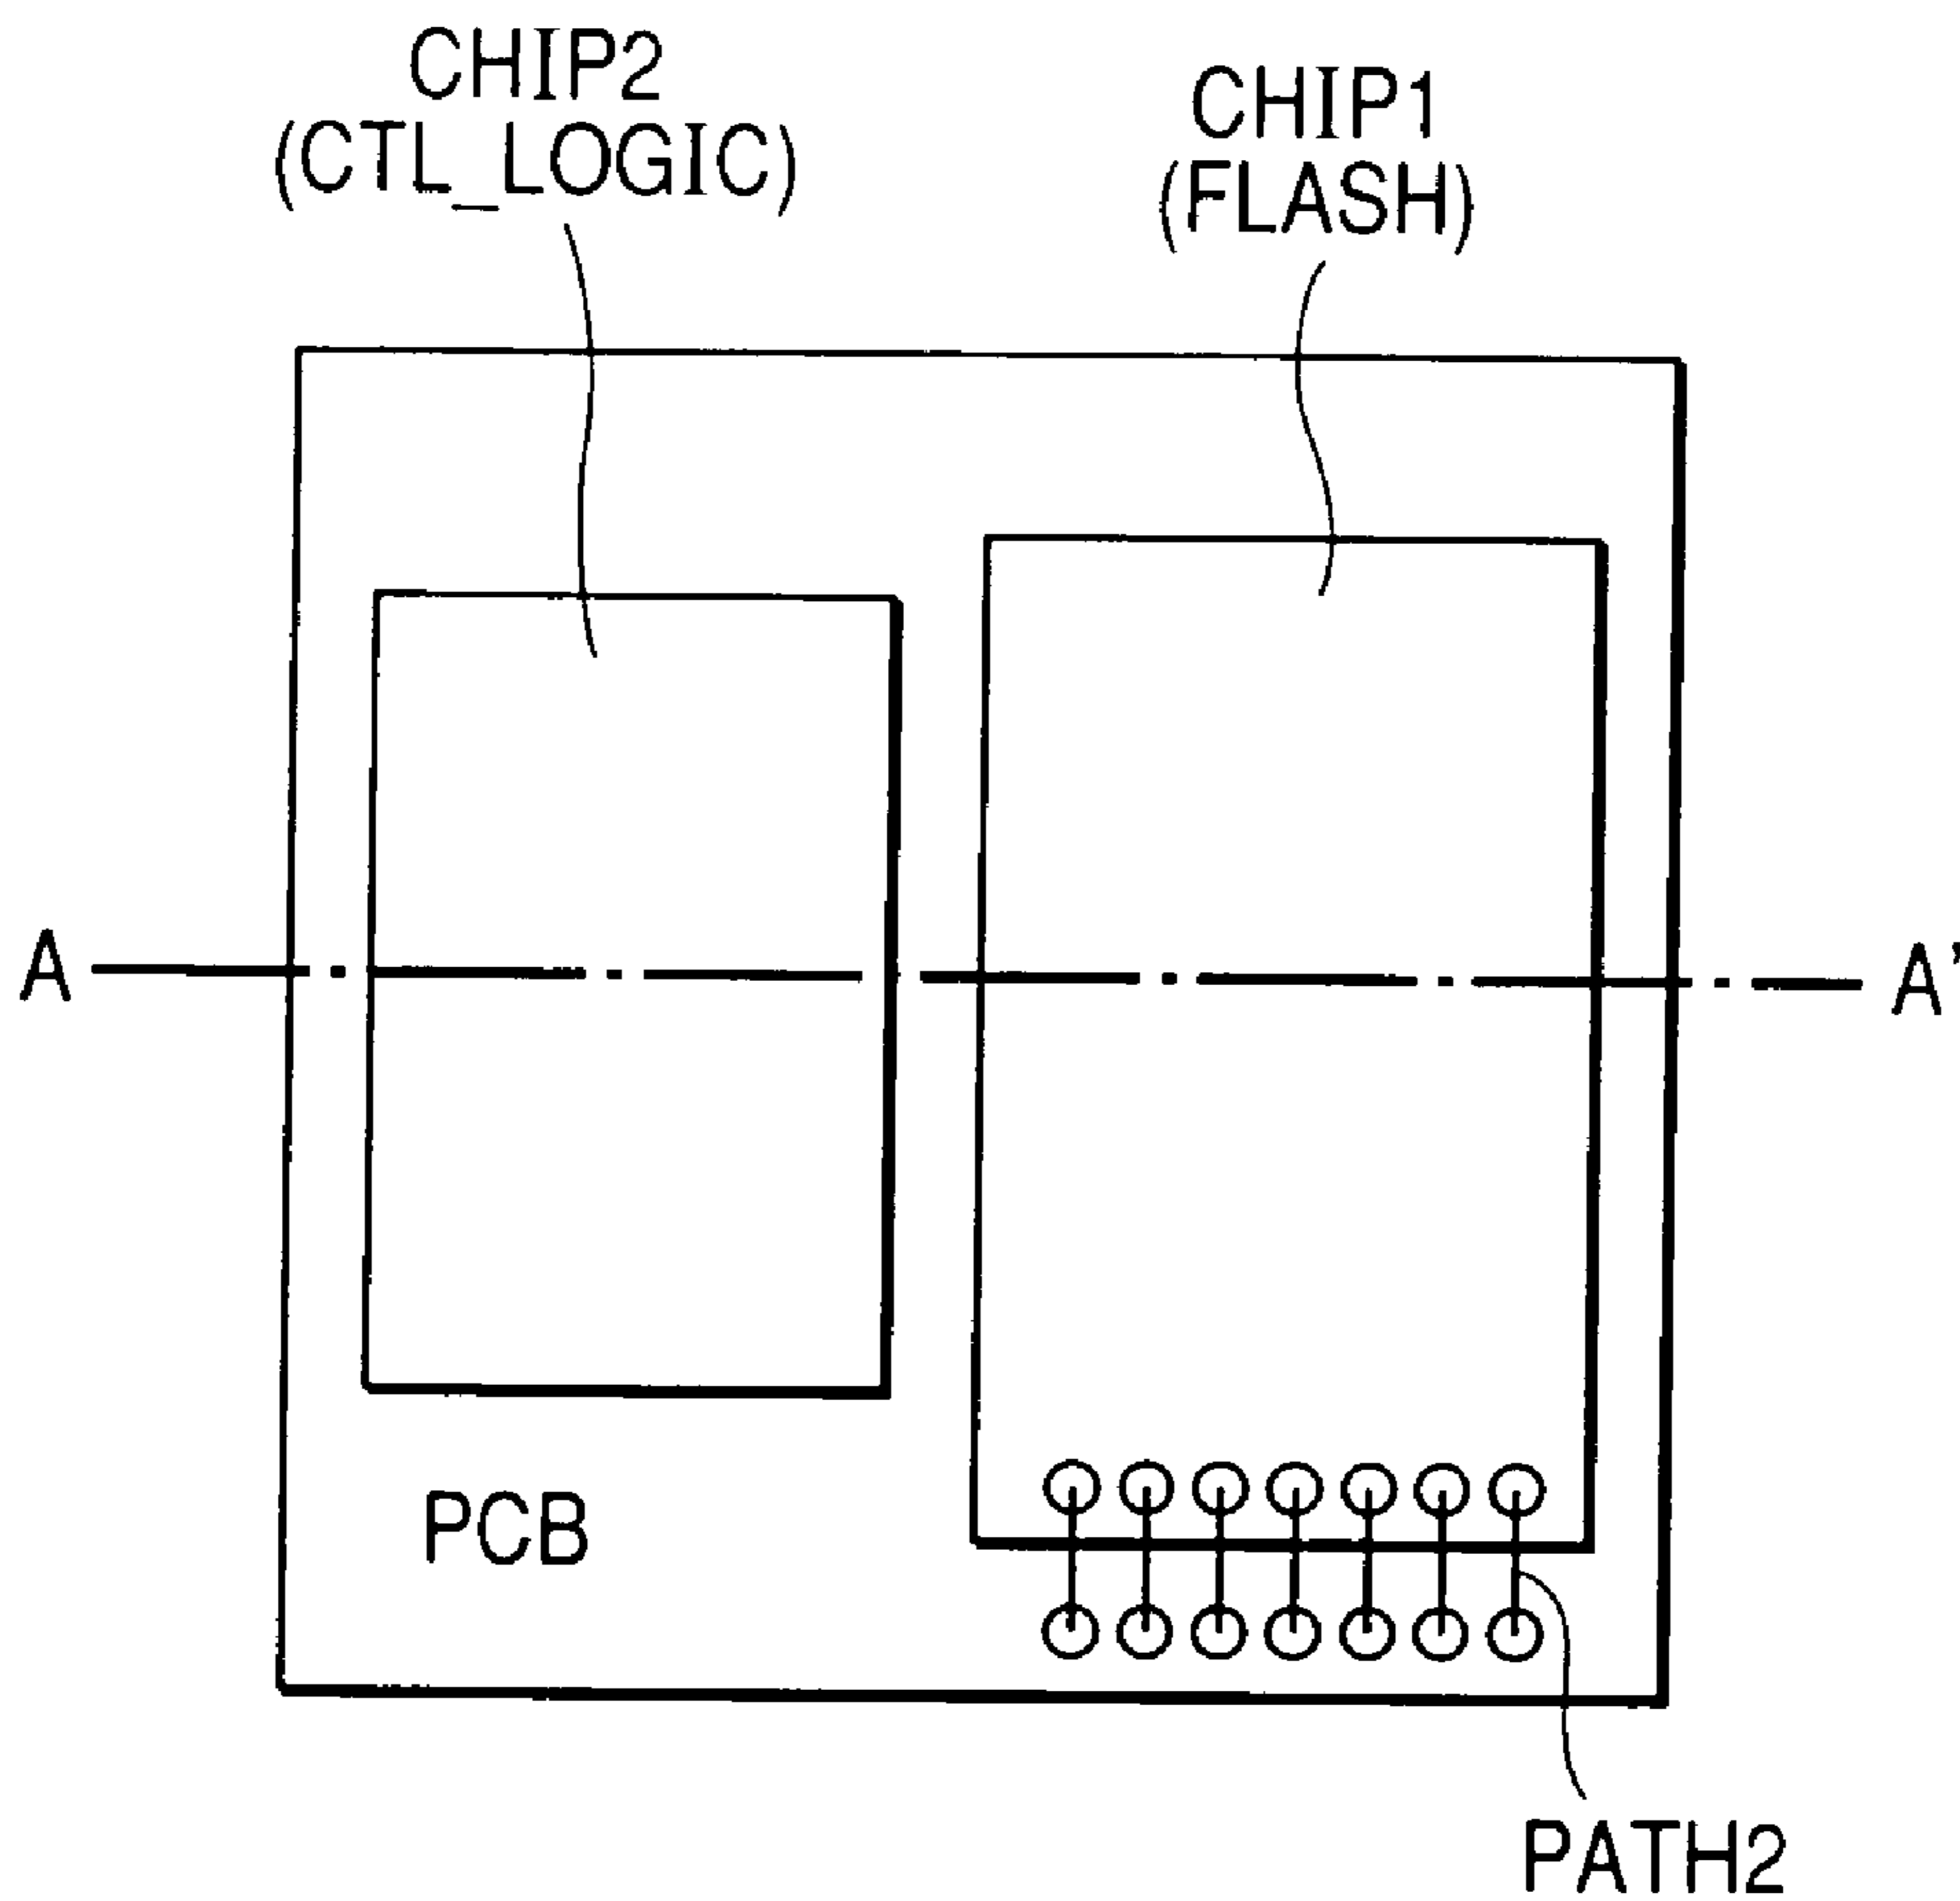 CHIP2
(CTL_LOGIC)
CHIP1
(FLASH)
A
A'
PCB
PATH2